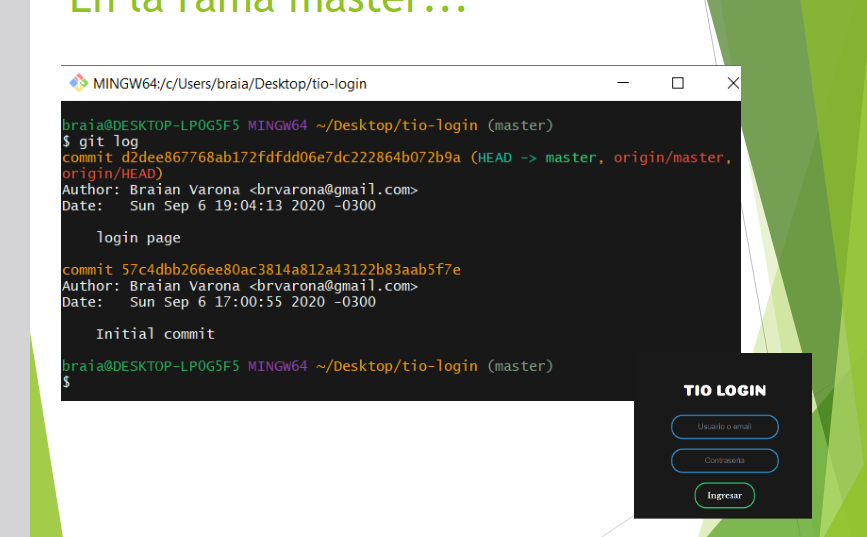 En la rama master...
MINGW64:/c/Users/braia/Desktop/tio-login
braia@DESKTOP-LP0G5F5 MINGW64 ~/Desktop/tio-login (master)
$ git log
commit d2dee867768ab172fdfdd06e7dc222864b072b9a (HEAD -> master, origin/master,
origin/HEAD)
Author: Braian Varona <brvarona@gmail.com>
Date:   Sun Sep 6 19:04:13 2020 -0300
login page
commit 57c4dbb266ee80ac3814a812a43122b83aab5f7e
Author: Braian Varona <brvarona@gmail.com>
Date:   Sun Sep 6 17:00:55 2020 -0300
Initial commit
braia@DESKTOP-LP0G5F5 MINGW64 ~/Desktop/tio-login (master)
$
TIO LOGIN
Usuario o email
Contraseña
Ingresar